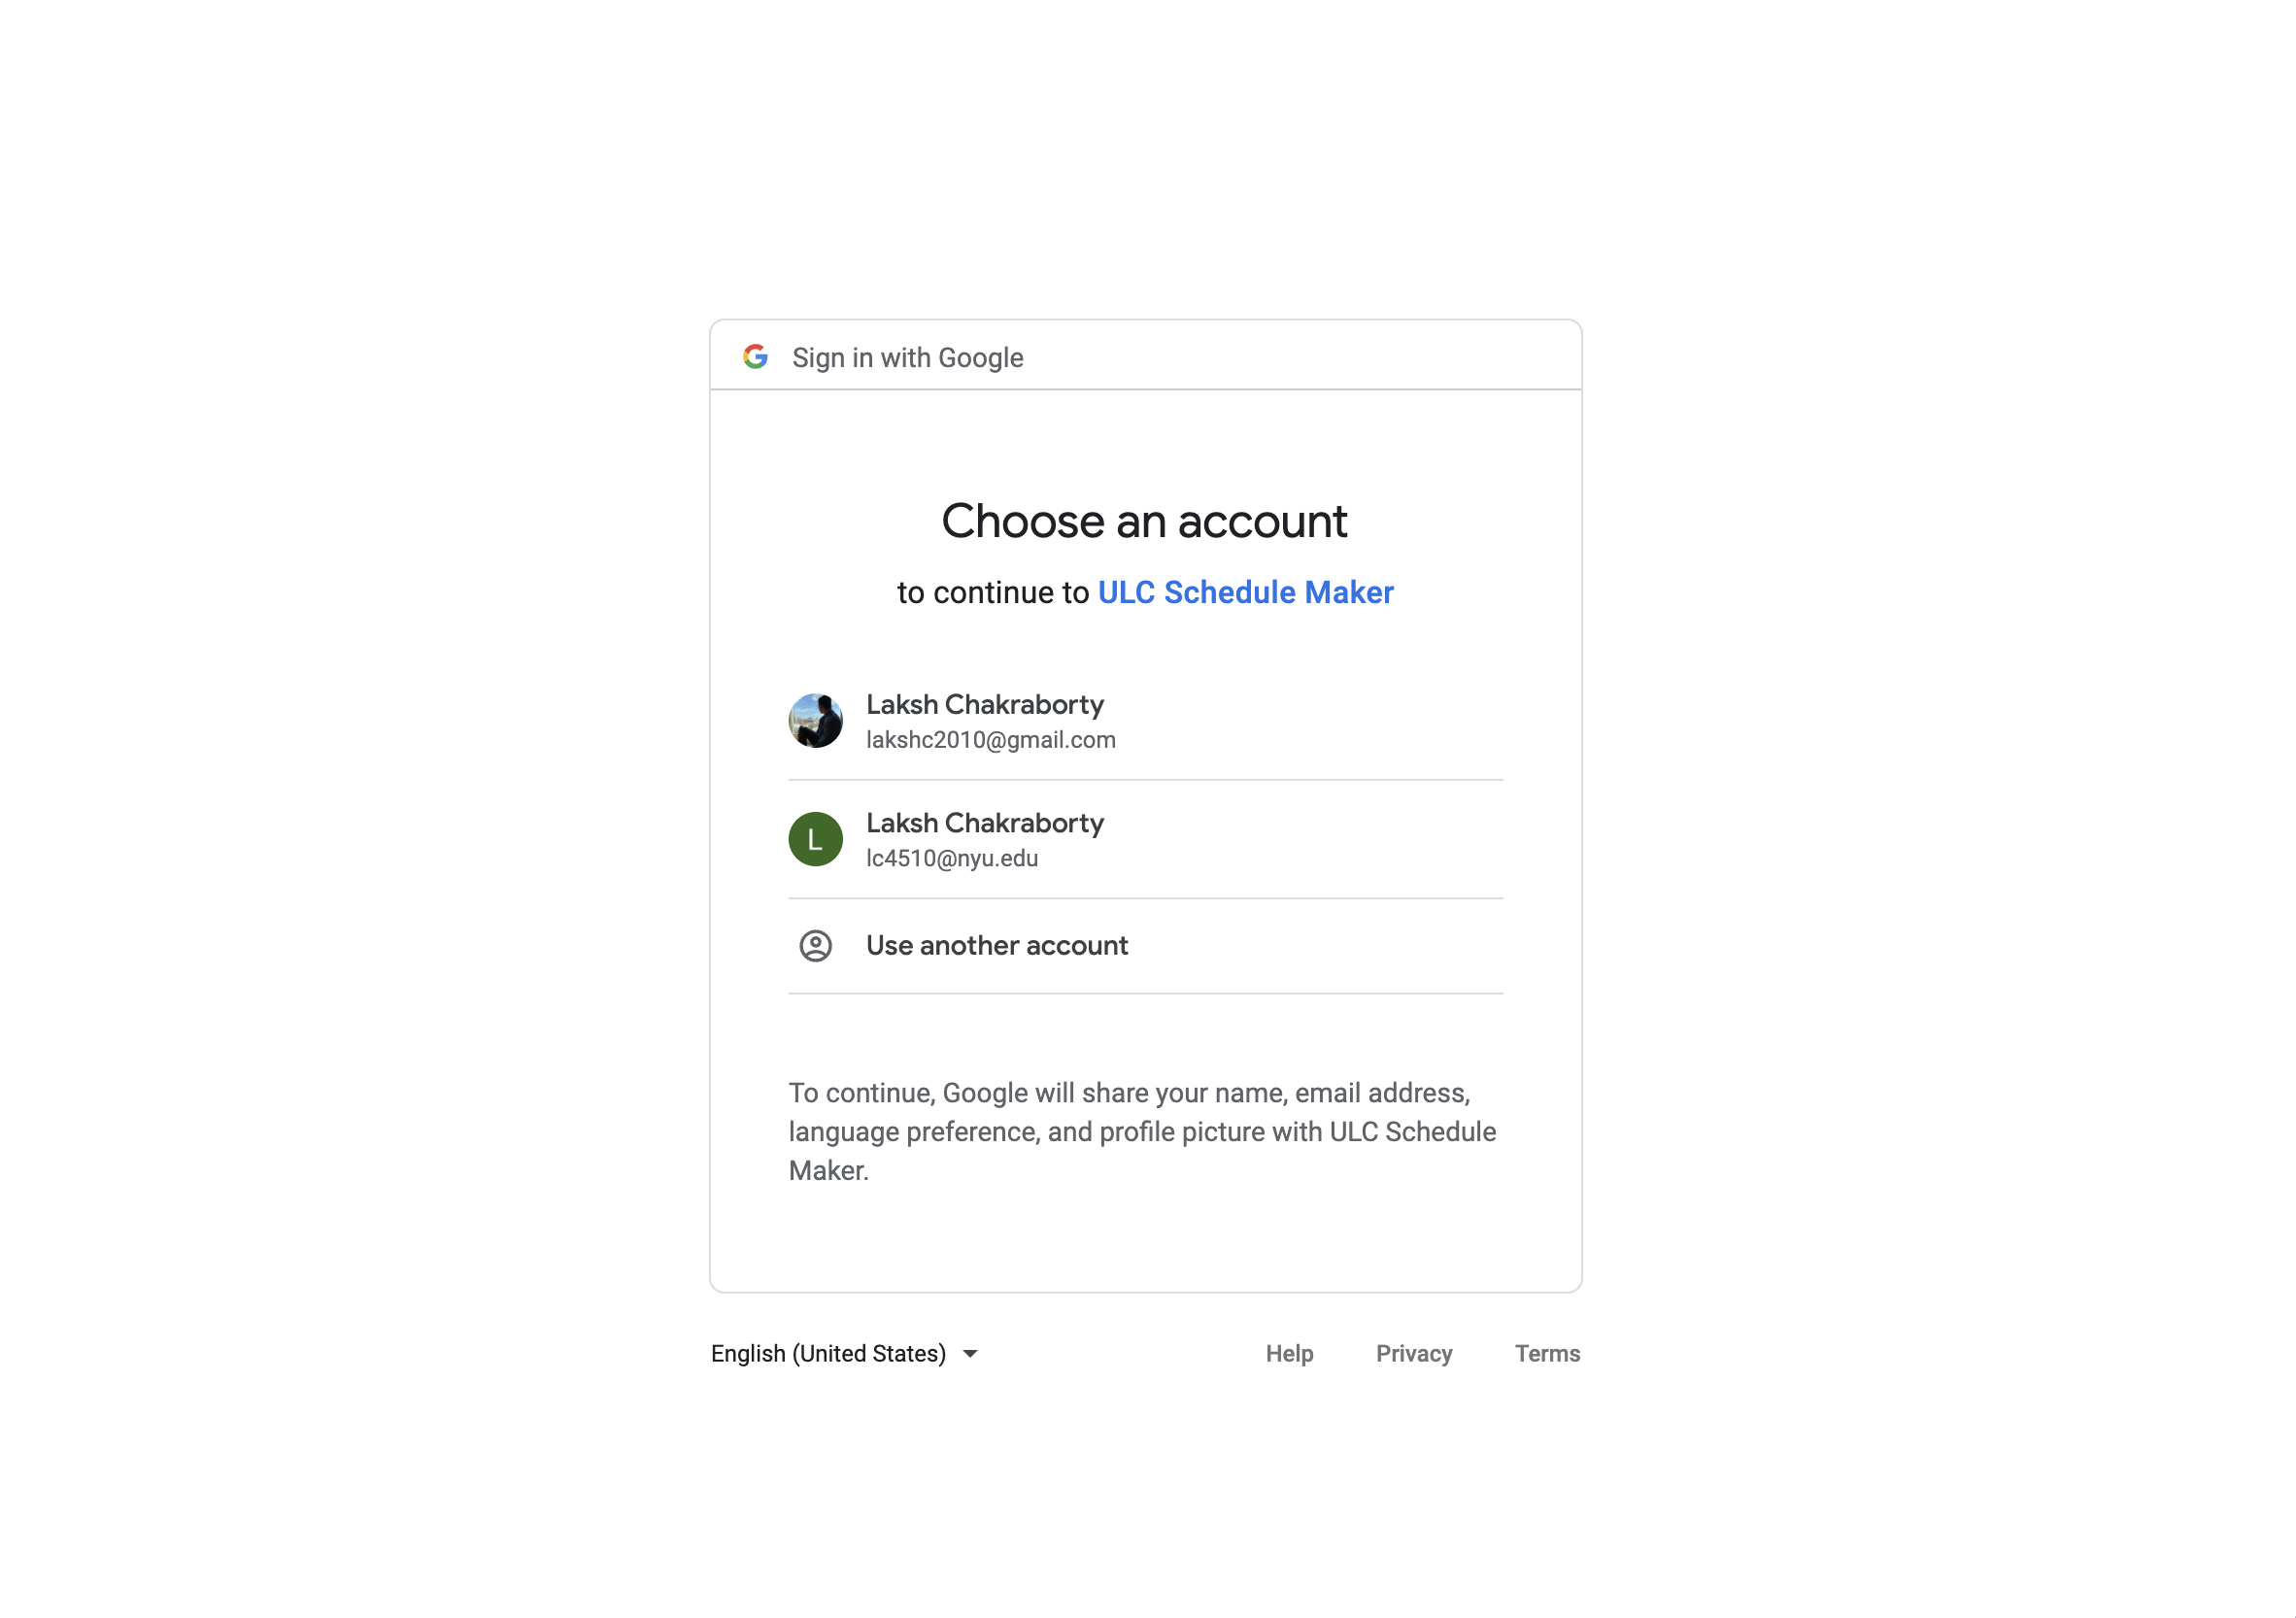 Sign in with Google
Choose an account
to continue to ULC Schedule Maker
Laksh Chakraborty
lakshc2010@gmail.com
L
Laksh Chakraborty
lc4510@nyu.edu
Use another account
To continue, Google will share your name, email address,
language preference, and profile picture with ULC Schedule
Maker.
English (United States) Help Privacy Terms